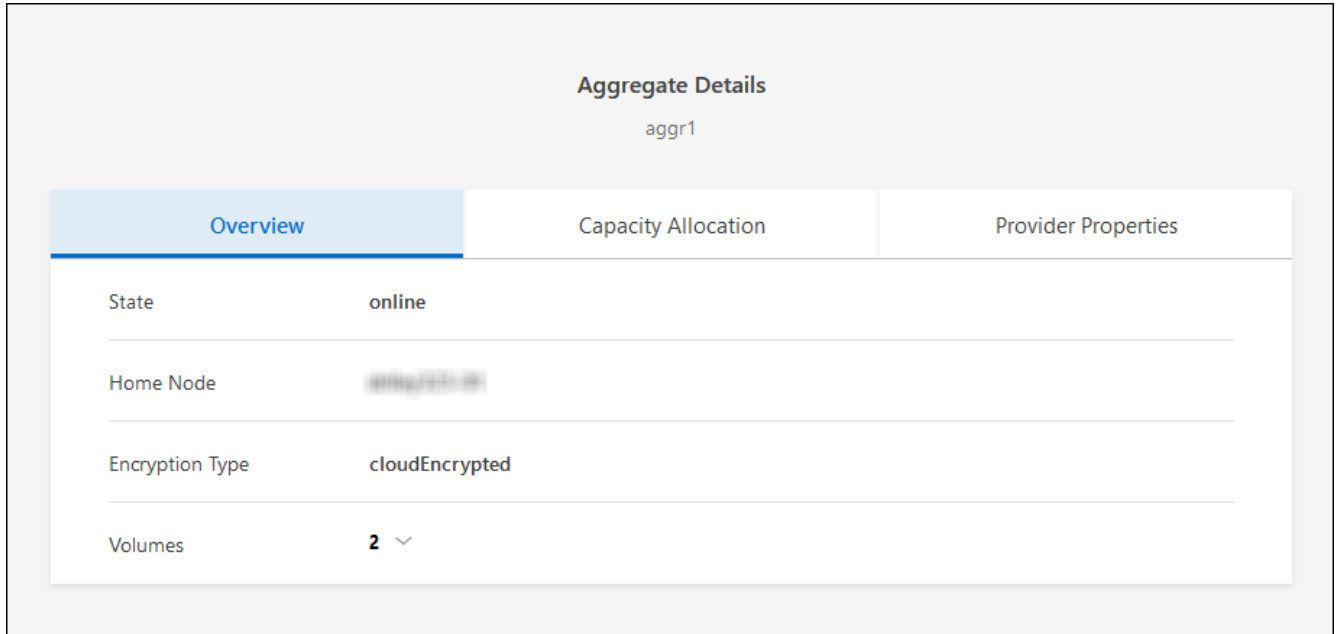 Aggregate Details
aggr1
Overview Capacity Allocation Provider Properties
State online
Home Node
Encryption Type cloudEncrypted
Volumes 2